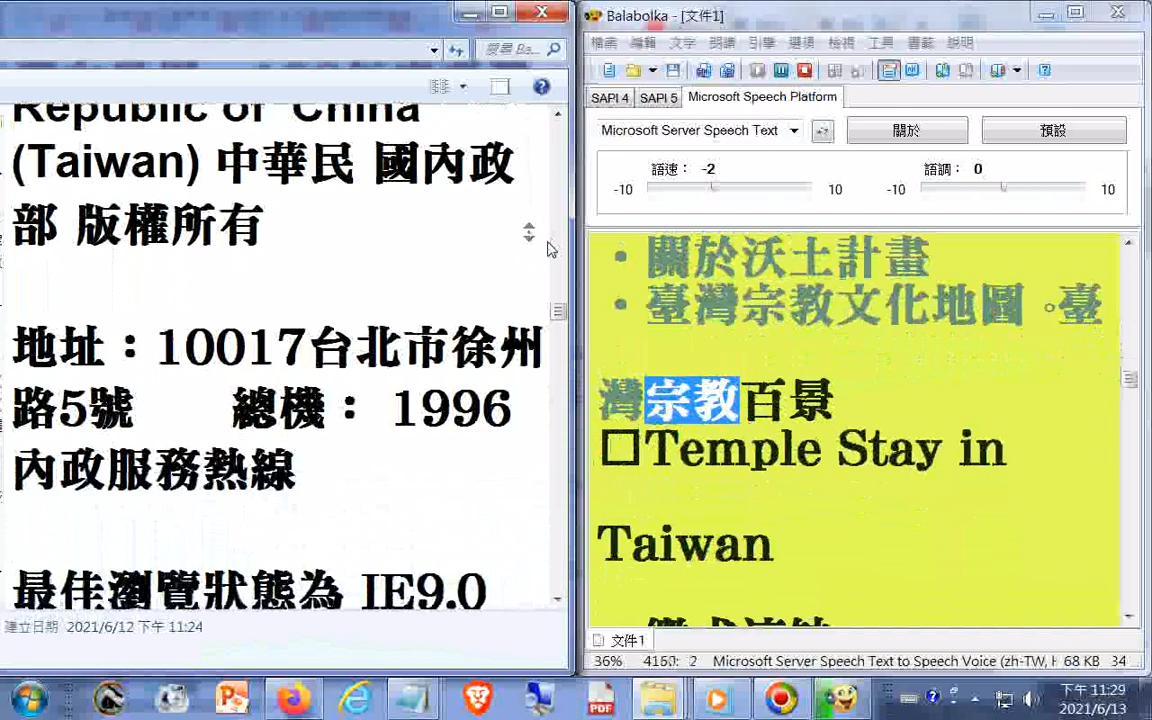 搜尋 Ba...
Republic of China
(Taiwan) 中華民 國內政
部 版權所有
地址：10017台北市徐州
路5號 總機： 1996
內政服務熱線
最佳瀏覽狀態為 IE9.0
建立日期 2021/6/12 下午 11:24
Balabolka - [文件1]
檔案 編輯 文字 朗讀 引擎 選項 檢視 工具 書籤 說明
SAPI 4 SAPI 5 Microsoft Speech Platform
Microsoft Server Speech Text 關於 預設
語速： -2 語調： 0
-10 10 -10 10
• 關於沃土計畫
• 臺灣宗教文化地圖 。臺
灣宗教百景
□Temple Stay in
Taiwan
文件1
36% 4150: 2 Microsoft Server Speech Text to Speech Voice (zh-TW, H 68 KB 34
PDF
下午 11:29
2021/6/13